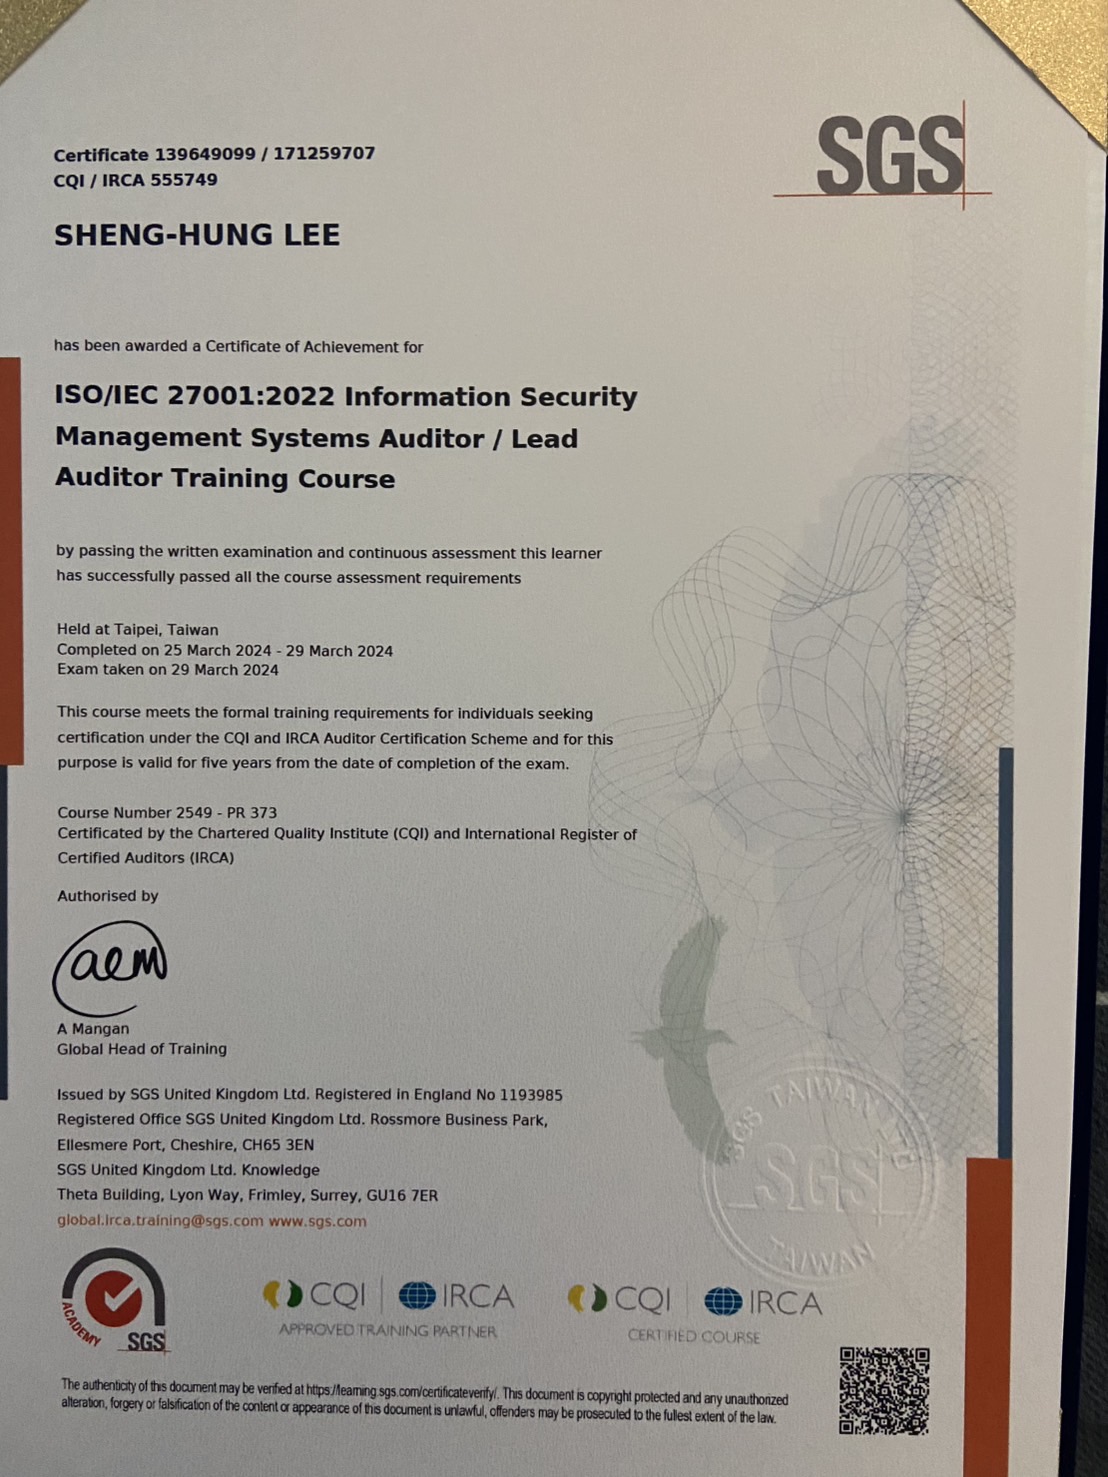 SGS
Certificate 139649099 / 171259707
CQI / IRCA 555749
SHENG-HUNG LEE
has been awarded a Certificate of Achievement for
ISO/IEC 27001:2022 Information Security
Management Systems Auditor / Lead
Auditor Training Course
by passing the written examination and continuous assessment this learner
has successfully passed all the course assessment requirements
Held at Taipei, Taiwan
Completed on 25 March 2024 - 29 March 2024
Exam taken on 29 March 2024
This course meets the formal training requirements for individuals seeking
certification under the CQI and IRCA Auditor Certification Scheme and for this
purpose is valid for five years from the date of completion of the exam.
Course Number 2549 - PR 373
Certificated by the Chartered Quality Institute (CQI) and International Register of
Certified Auditors (IRCA)
Authorised by
aem
A Mangan
Global Head of Training
Issued by SGS United Kingdom Ltd. Registered in England No 1193985
Registered Office SGS United Kingdom Ltd. Rossmore Business Park,
Ellesmere Port, Cheshire, CH65 3EN
SGS United Kingdom Ltd. Knowledge
Theta Building, Lyon Way, Frimley, Surrey, GU16 7ER
global.irca.training@sgs.com www.sgs.com
SGS TAIWAN LTD
SGS
TAIWAN
ACADEMY
SGS
CQI IRCA
APPROVED TRAINING PARTNER
CQI IRCA
CERTIFIED COURSE
The authenticity of this document may be verified at https://learning.sgs.com/certificateverify/. This document is copyright protected and any unauthorized
alteration, forgery or falsification of the content or appearance of this document is unlawful, offenders may be prosecuted to the fullest extent of the law.